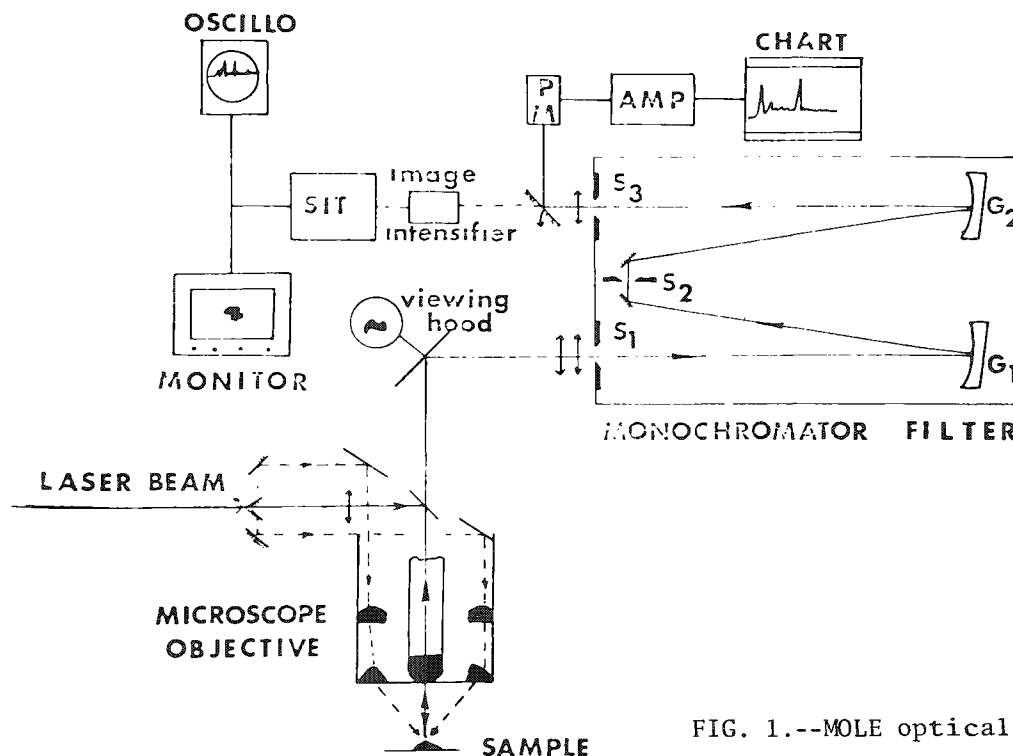 OSCILLO
CHART
PM
AMP
SIT
image
intensifier
S3
G2
S2
viewing
hood
S1
G1
MONITOR
MONOCHROMATOR FILTER
LASER BEAM
MICROSCOPE
OBJECTIVE
SAMPLE
FIG. 1.--MOLE optical